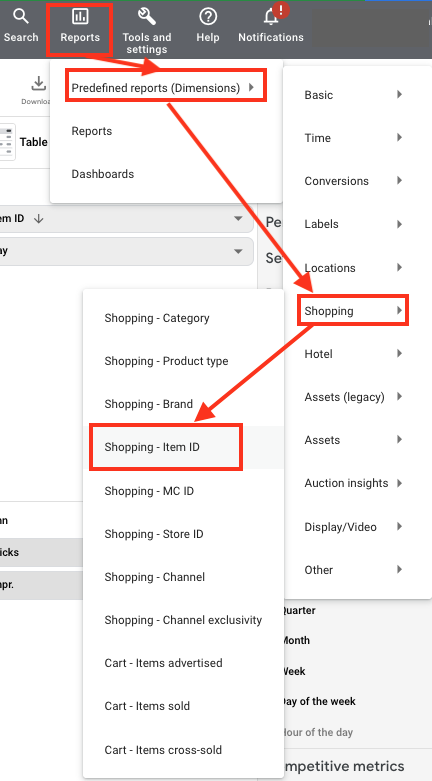 Search
Reports
Tools and
settings
Help
Notifications
Predefined reports (Dimensions)
Reports
Dashboards
Table
Basic
Time
Conversions
Labels
Locations
Shopping
Hotel
Assets (legacy)
Assets
Auction insights
Display/Video
Other
em ID
ay
Pe
Se
Shopping - Category
Shopping - Product type
Shopping - Brand
Shopping - Item ID
Shopping - MC ID
Shopping - Store ID
Shopping - Channel
Shopping - Channel exclusivity
Cart - Items advertised
Cart - Items sold
Cart - Items cross-sold
nn
icks
npr.
Quarter
Month
Week
Day of the week
Hour of the day
mpetitive metrics